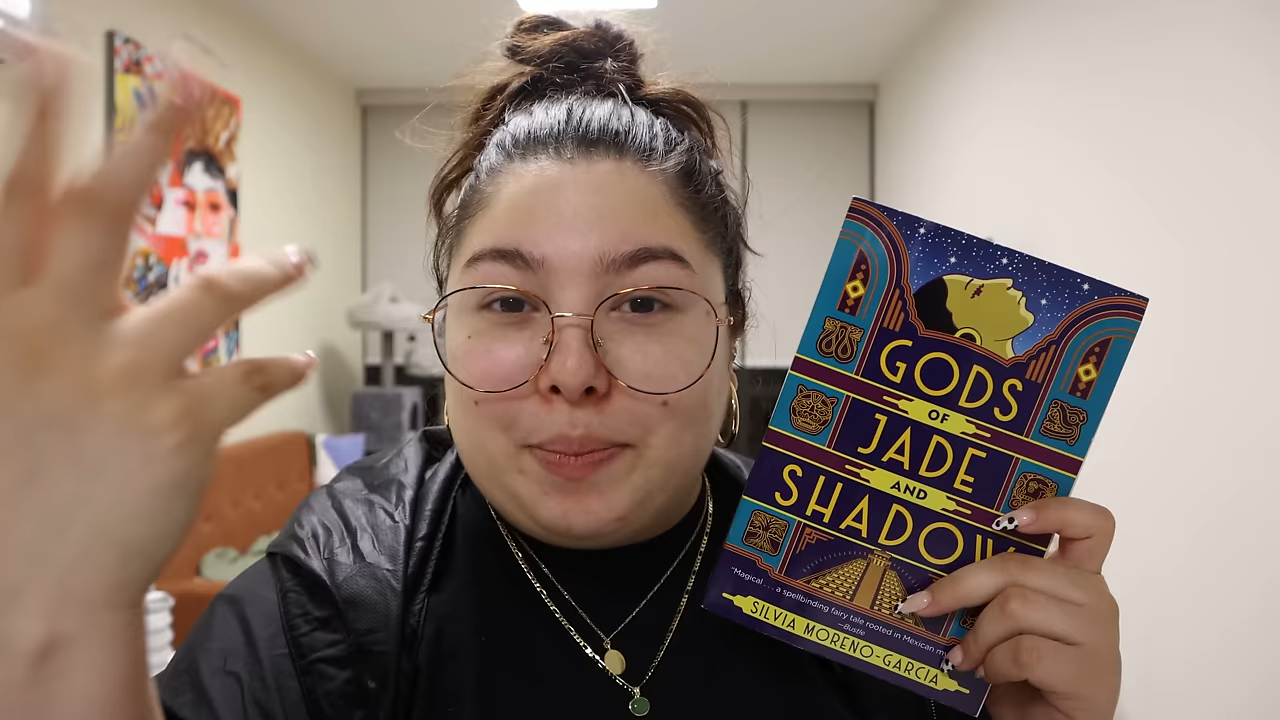 GODS
OF
JADE
AND
SHADOW
"Magical . . . a spellbinding fairy tale rooted in Mexican
—Bustle
SILVIA MORENO-GARCIA